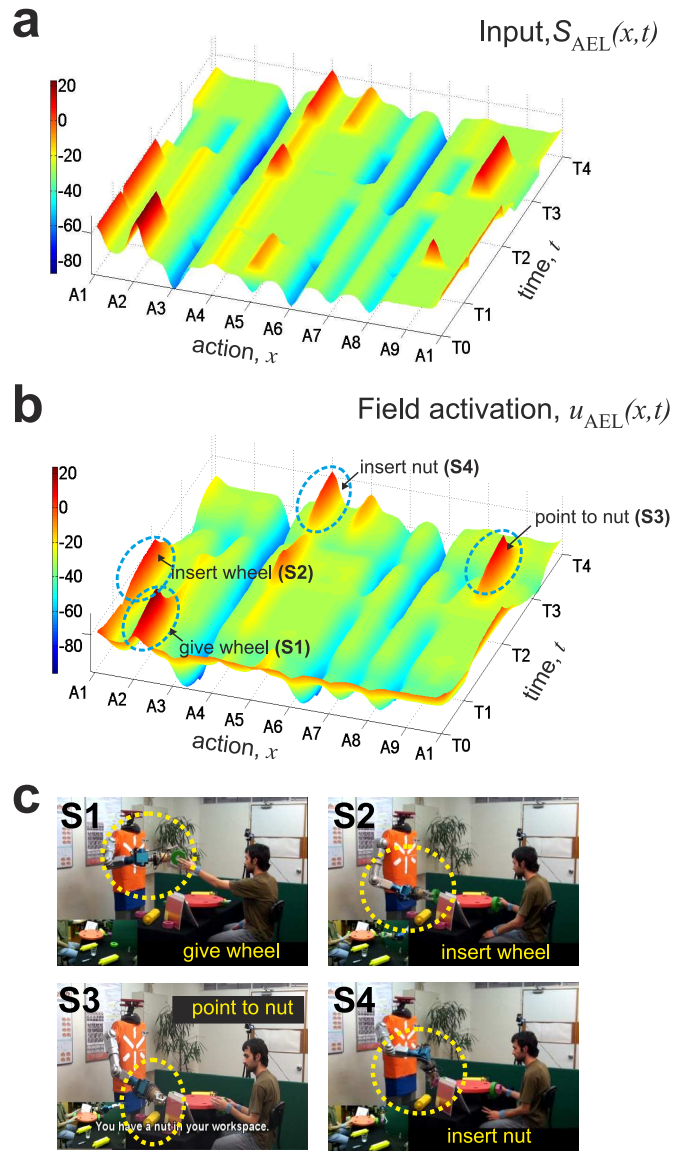 a
Input, S_AEL(x,t)
20
0
-20
-40
-60
-80
A1 A2 A3 A4 A5 A6 A7 A8 A9 A1
action, x
T0 T1 T2 T3 T4
time, t
b
Field activation, u_AEL(x,t)
20
0
-20
-40
-60
-80
insert nut (S4)
point to nut (S3)
insert wheel (S2)
give wheel (S1)
A1 A2 A3 A4 A5 A6 A7 A8 A9 A1
action, x
T0 T1 T2 T3 T4
time, t
c
S1
give wheel
S2
insert wheel
S3
point to nut
You have a nut in your workspace.
S4
insert nut